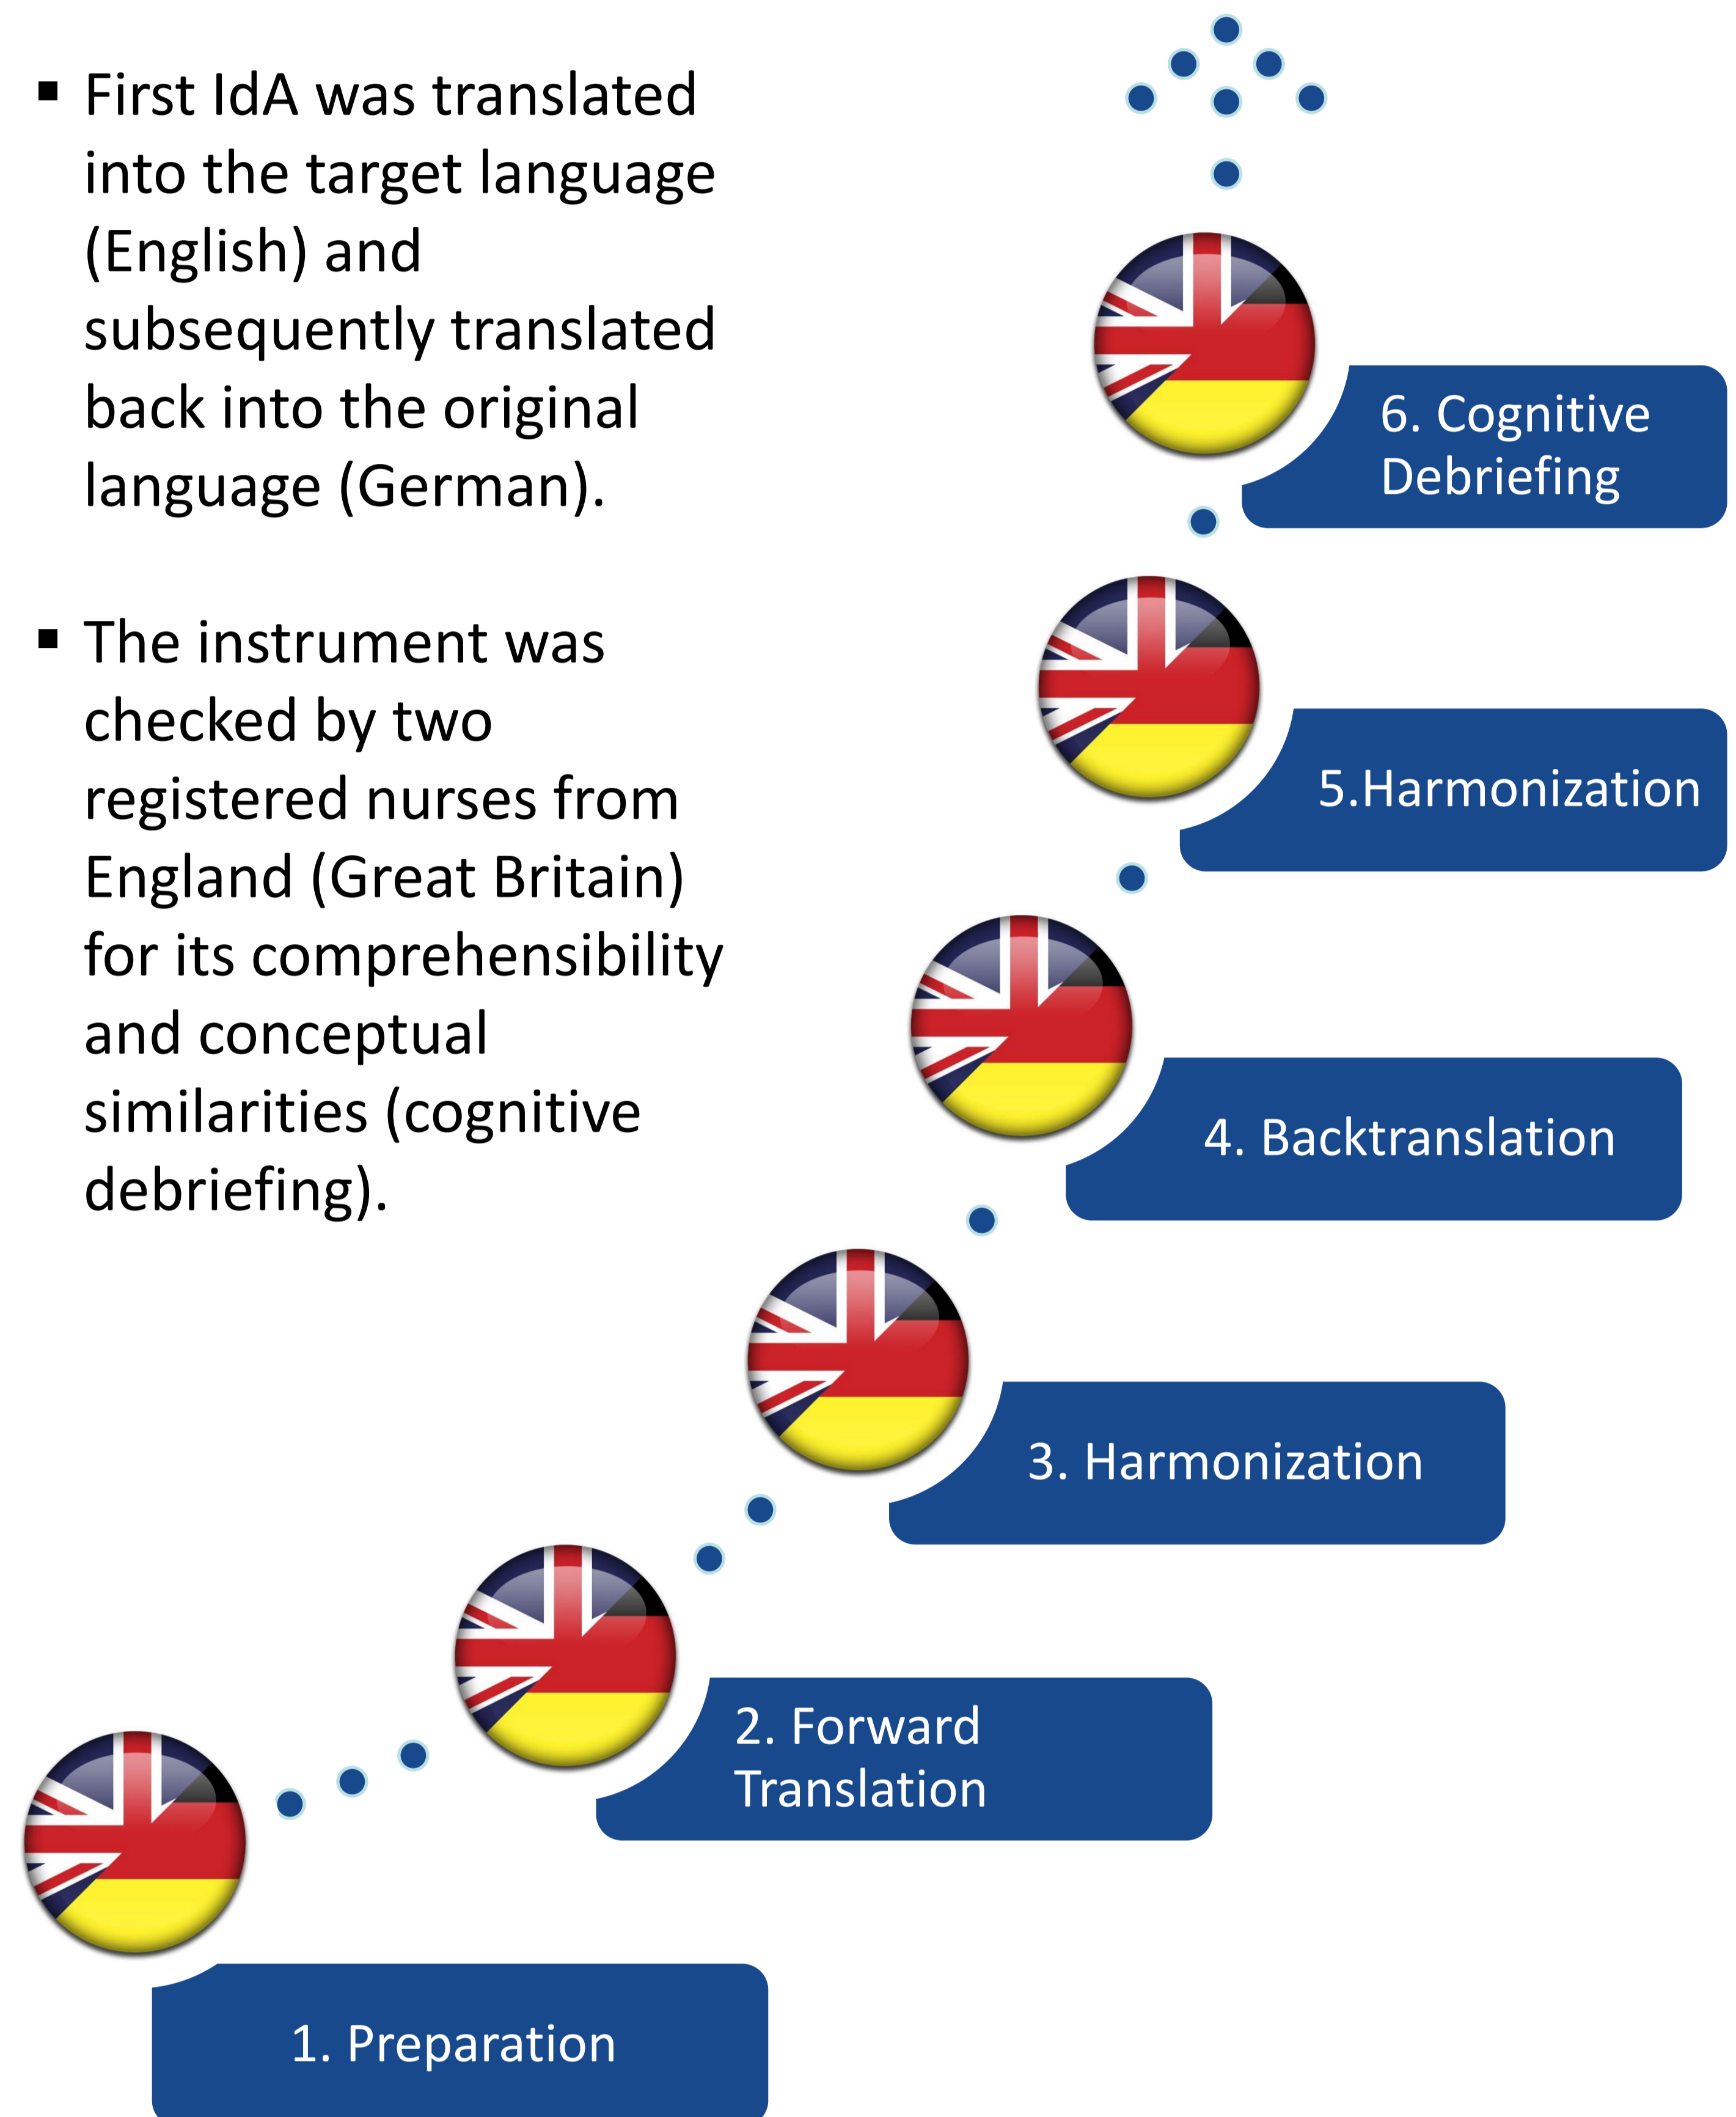 ▪ First IdA was translated
into the target language
(English) and
subsequently translated
back into the original
language (German).
▪ The instrument was
checked by two
registered nurses from
England (Great Britain)
for its comprehensibility
and conceptual
similarities (cognitive
debriefing).
6. Cognitive
Debriefing
5.Harmonization
4. Backtranslation
3. Harmonization
2. Forward
Translation
1. Preparation